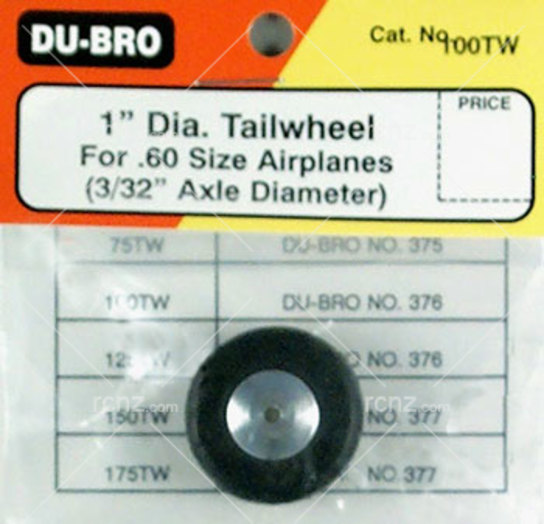 DU-BRO
Cat. No. 100TW
1" Dia. Tailwheel
PRICE
For .60 Size Airplanes
(3/32" Axle Diameter)
75TW DU-BRO NO. 375
100TW DU-BRO NO. 376
NO. 376
rcnz.com rcnz.com
150TW NO. 377
175TW NO. 377